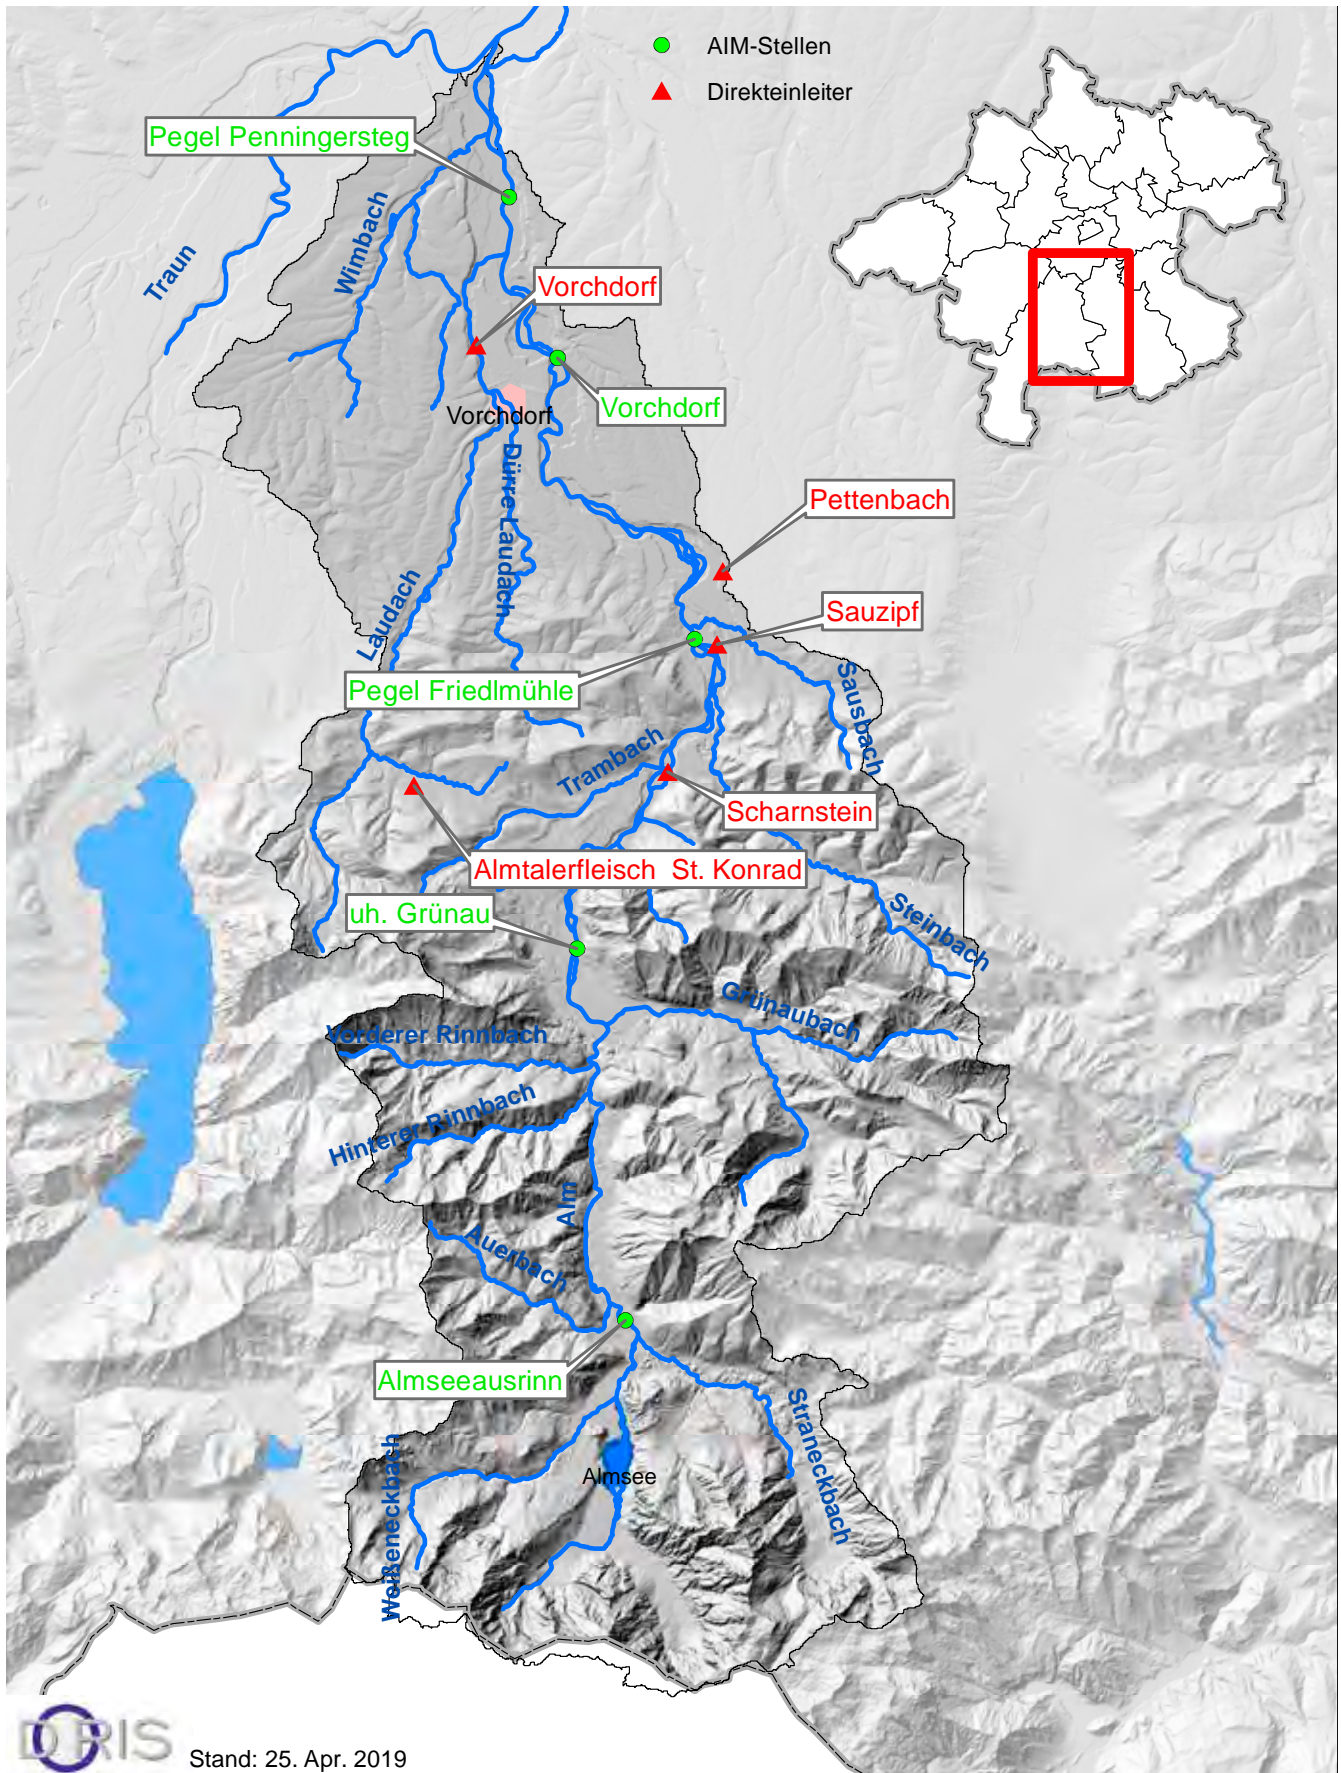 AIM-Stellen
Direkteinleiter
Pegel Penningersteg
Wimbach
Traun
Vorchdorf
Vorchdorf
Vorchdorf
Dürre Laudach
Pettenbach
Laudach
Sauzipf
Pegel Friedlmühle
Sausbach
Trambach
Scharnstein
Almtalerfleisch St. Konrad
uh. Grünau
Steinbach
Grünaubach
Vorderer Rinnbach
Hinterer Rinnbach
Alm
Auerbach
Almseeausrinn
Straneckbach
Weißeneckbach
Almsee
DORIS
Stand: 25. Apr. 2019